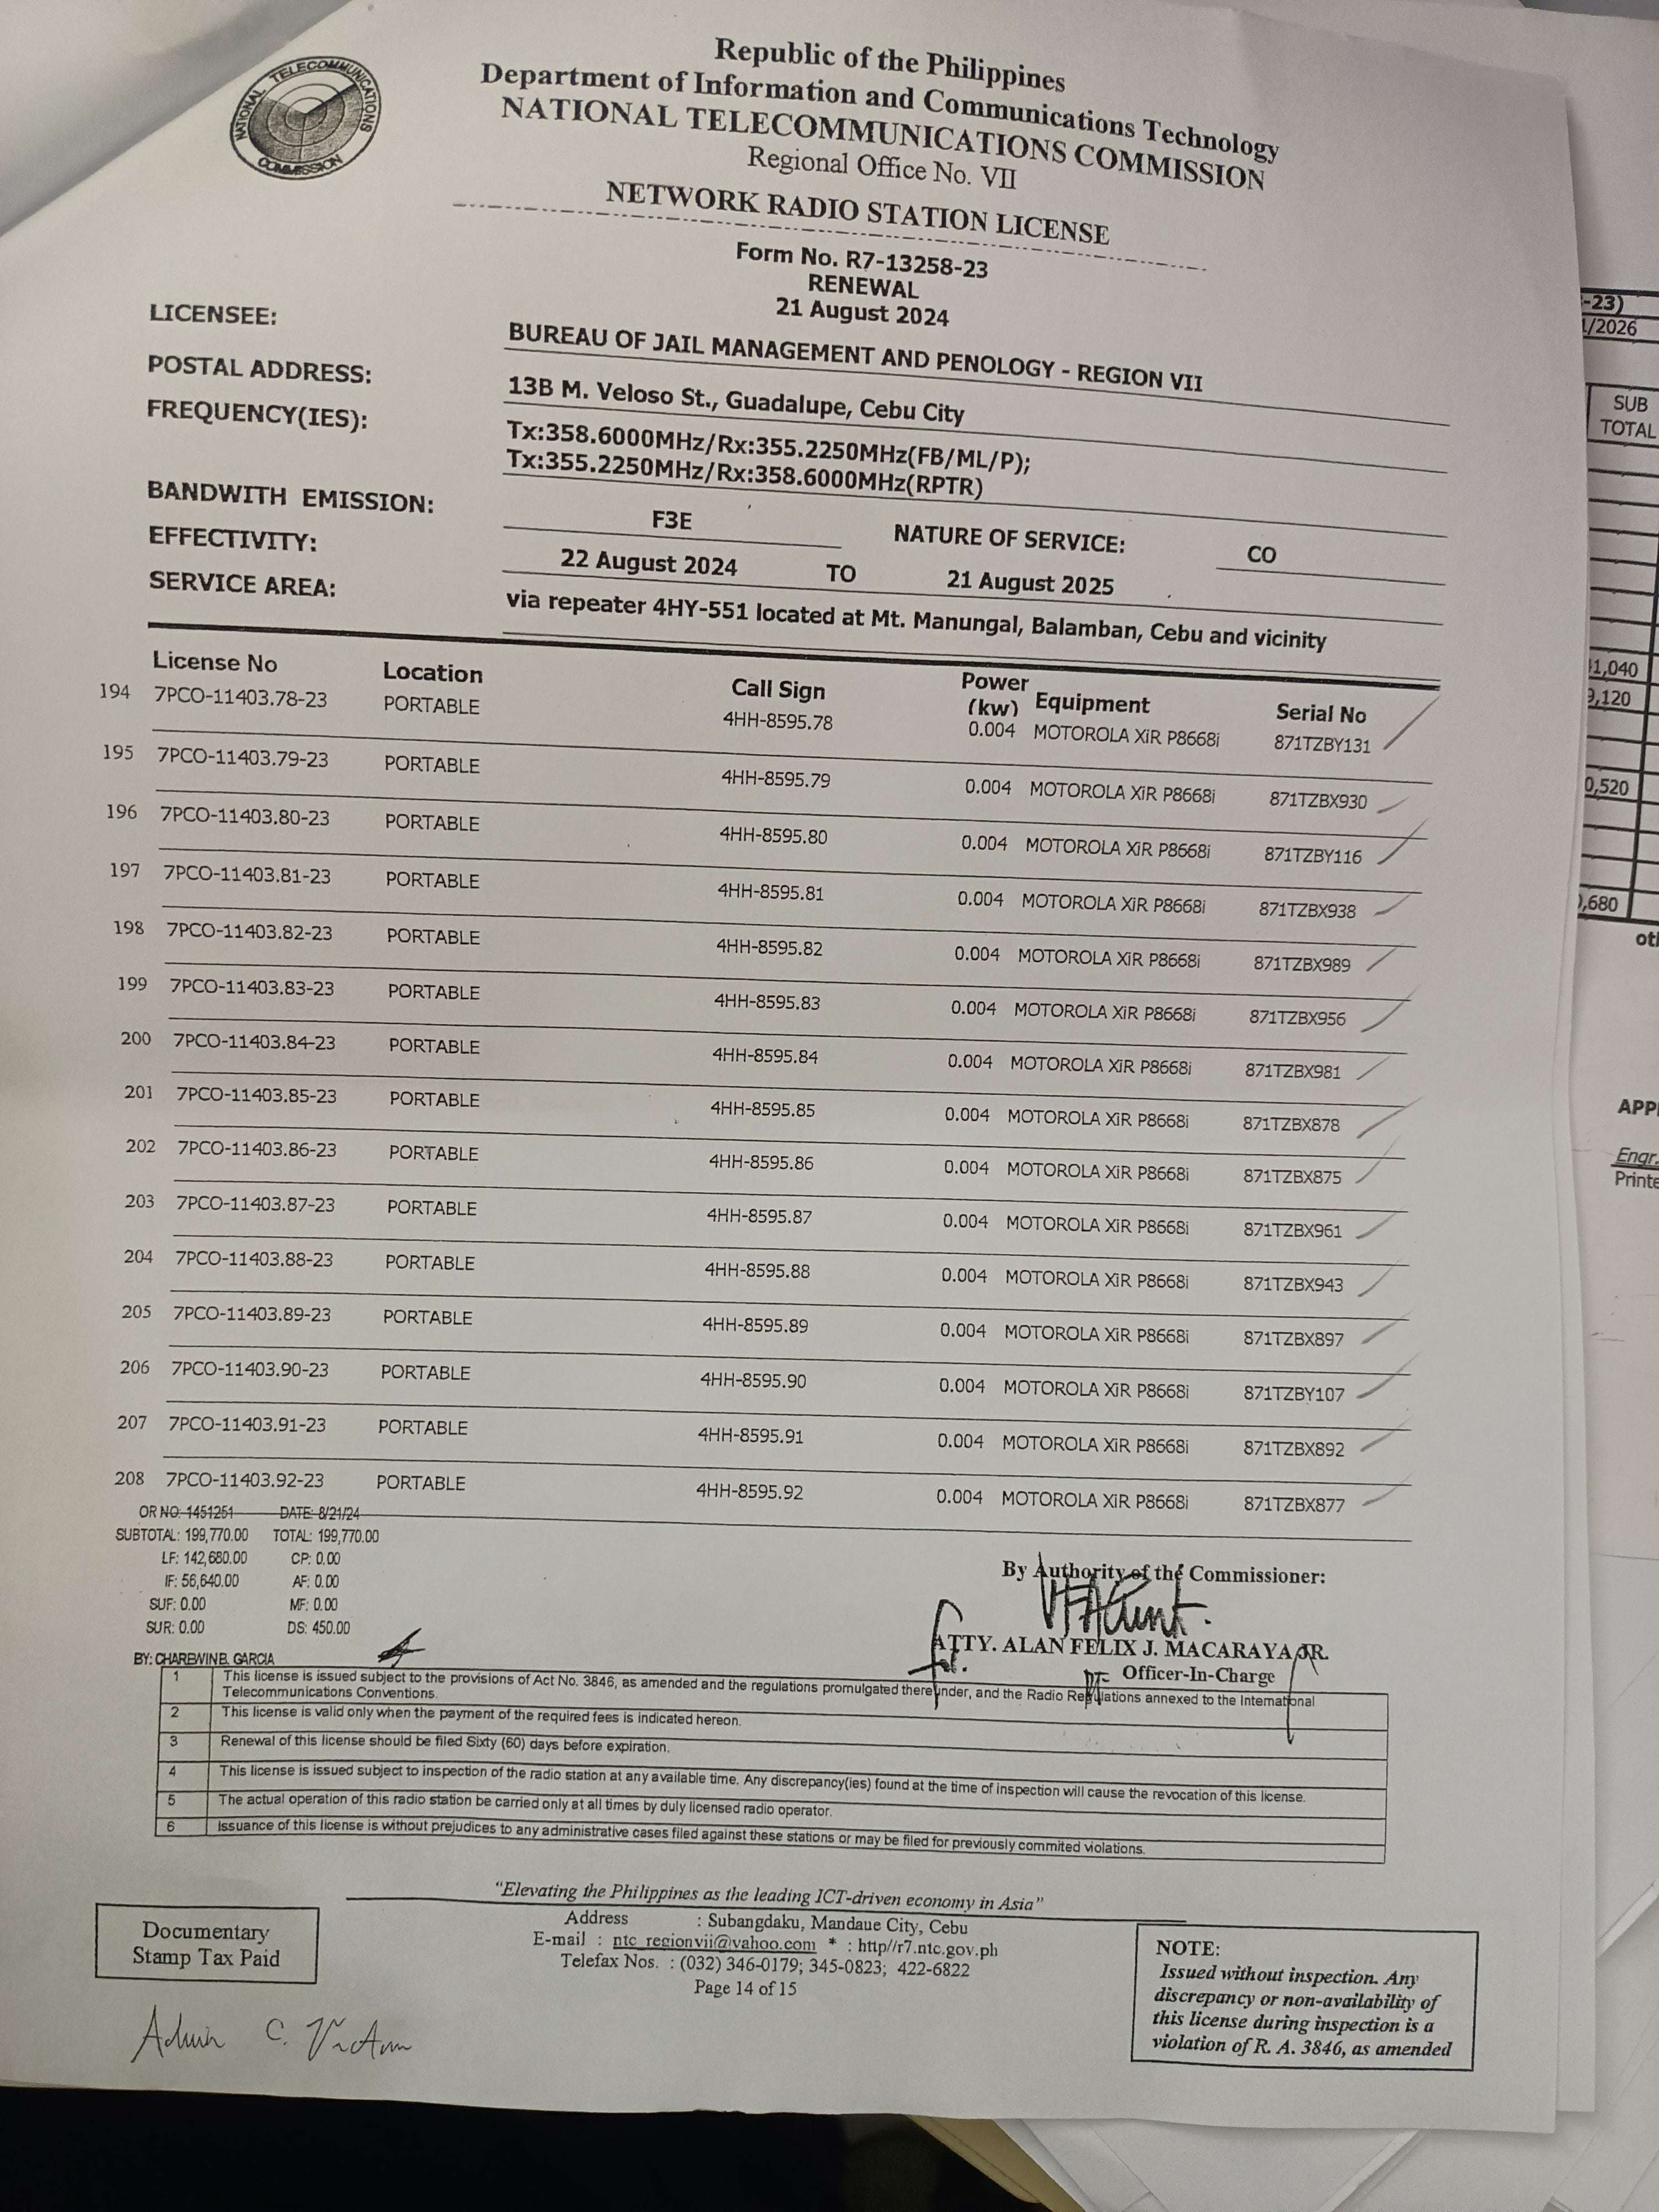 NATIONAL TELECOMMUNICATIONS COMMISSION
Republic of the Philippines
Department of Information and Communications Technology
NATIONAL TELECOMMUNICATIONS COMMISSION
Regional Office No. VII
NETWORK RADIO STATION LICENSE
Form No. R7-13258-23
RENEWAL
21 August 2024
LICENSEE: BUREAU OF JAIL MANAGEMENT AND PENOLOGY - REGION VII
POSTAL ADDRESS: 13B M. Veloso St., Guadalupe, Cebu City
FREQUENCY(IES): Tx:358.6000MHz/Rx:355.2250MHz(FB/ML/P);
Tx:355.2250MHz/Rx:358.6000MHz(RPTR)
BANDWITH EMISSION: F3E NATURE OF SERVICE: CO
EFFECTIVITY: 22 August 2024 TO 21 August 2025
SERVICE AREA: via repeater 4HY-551 located at Mt. Manungal, Balamban, Cebu and vicinity
License No Location Call Sign Power (kw) Equipment Serial No
194 7PCO-11403.78-23 PORTABLE 4HH-8595.78 0.004 MOTOROLA XiR P8668i 871TZBY131
195 7PCO-11403.79-23 PORTABLE 4HH-8595.79 0.004 MOTOROLA XiR P8668i 871TZBX930
196 7PCO-11403.80-23 PORTABLE 4HH-8595.80 0.004 MOTOROLA XiR P8668i 871TZBY116
197 7PCO-11403.81-23 PORTABLE 4HH-8595.81 0.004 MOTOROLA XiR P8668i 871TZBX938
198 7PCO-11403.82-23 PORTABLE 4HH-8595.82 0.004 MOTOROLA XiR P8668i 871TZBX989
199 7PCO-11403.83-23 PORTABLE 4HH-8595.83 0.004 MOTOROLA XiR P8668i 871TZBX956
200 7PCO-11403.84-23 PORTABLE 4HH-8595.84 0.004 MOTOROLA XiR P8668i 871TZBX981
201 7PCO-11403.85-23 PORTABLE 4HH-8595.85 0.004 MOTOROLA XiR P8668i 871TZBX878
202 7PCO-11403.86-23 PORTABLE 4HH-8595.86 0.004 MOTOROLA XiR P8668i 871TZBX875
203 7PCO-11403.87-23 PORTABLE 4HH-8595.87 0.004 MOTOROLA XiR P8668i 871TZBX961
204 7PCO-11403.88-23 PORTABLE 4HH-8595.88 0.004 MOTOROLA XiR P8668i 871TZBX943
205 7PCO-11403.89-23 PORTABLE 4HH-8595.89 0.004 MOTOROLA XiR P8668i 871TZBX897
206 7PCO-11403.90-23 PORTABLE 4HH-8595.90 0.004 MOTOROLA XiR P8668i 871TZBY107
207 7PCO-11403.91-23 PORTABLE 4HH-8595.91 0.004 MOTOROLA XiR P8668i 871TZBX892
208 7PCO-11403.92-23 PORTABLE 4HH-8595.92 0.004 MOTOROLA XiR P8668i 871TZBX877
OR NO: 1451251 DATE: 8/21/24
SUBTOTAL: 199,770.00 TOTAL: 199,770.00
LF: 142,680.00 CP: 0.00
IF: 56,640.00 AF: 0.00
SUF: 0.00 MF: 0.00
SUR: 0.00 DS: 450.00
BY: CHAREWIN B. GARCIA
By Authority of the Commissioner:
ATTY. ALAN FELIX J. MACARAYA JR.
Officer-In-Charge
1 This license is issued subject to the provisions of Act No. 3846, as amended and the regulations promulgated thereunder, and the Radio Regulations annexed to the International
Telecommunications Conventions.
2 This license is valid only when the payment of the required fees is indicated hereon.
3 Renewal of this license should be filed Sixty (60) days before expiration.
4 This license is issued subject to inspection of the radio station at any available time. Any discrepancy(ies) found at the time of inspection will cause the revocation of this license.
5 The actual operation of this radio station be carried only at all times by duly licensed radio operator.
6 Issuance of this license is without prejudices to any administrative cases filed against these stations or may be filed for previously commited violations.
"Elevating the Philippines as the leading ICT-driven economy in Asia"
Address : Subangdaku, Mandaue City, Cebu
E-mail : ntc_regionvii@yahoo.com * : http//r7.ntc.gov.ph
Telefax Nos. : (032) 346-0179; 345-0823; 422-6822
Page 14 of 15
Documentary
Stamp Tax Paid
NOTE:
Issued without inspection. Any
discrepancy or non-availability of
this license during inspection is a
violation of R. A. 3846, as amended
-23)
1/2026
SUB
TOTAL
1,040
9,120
0,520
,680
Engr.